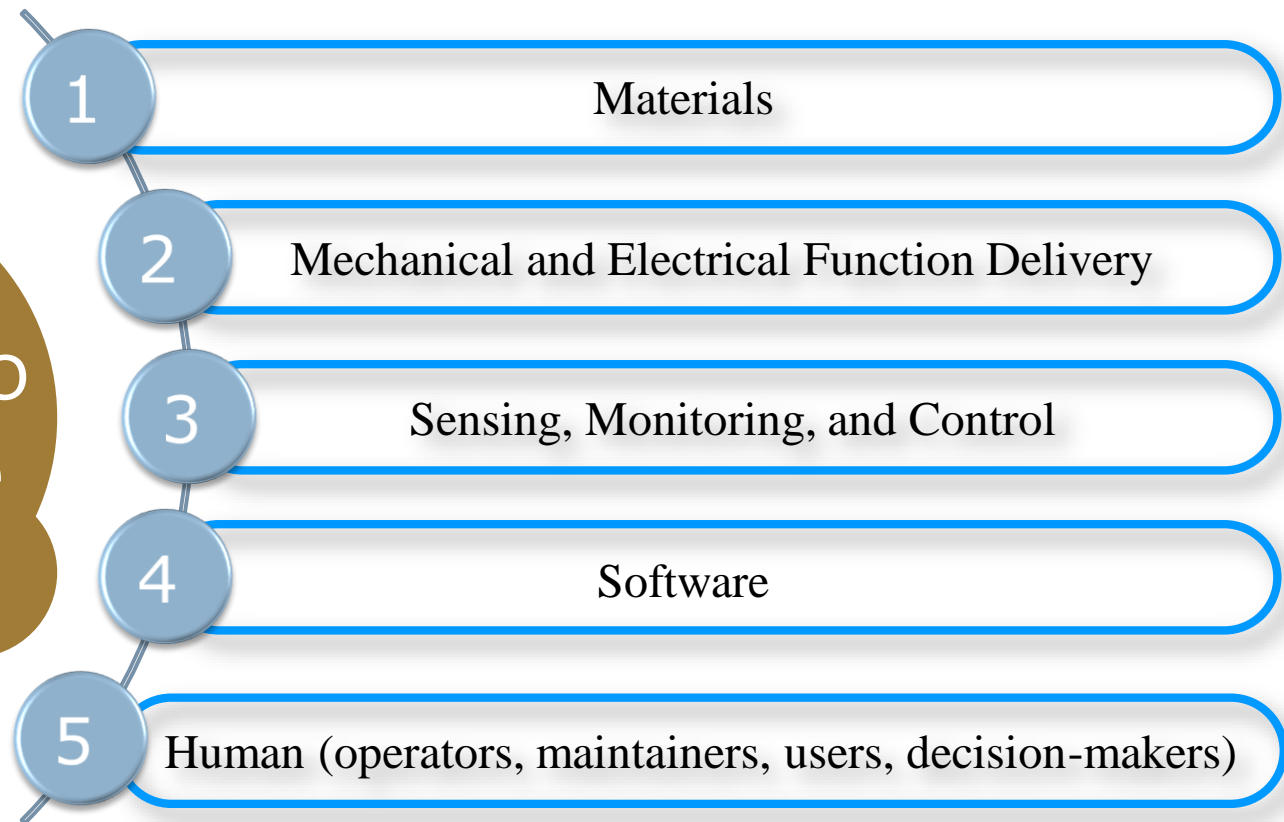 1
Materials
2
Mechanical and Electrical Function Delivery
3
Sensing, Monitoring, and Control
4
Software
5
Human (operators, maintainers, users, decision-makers)